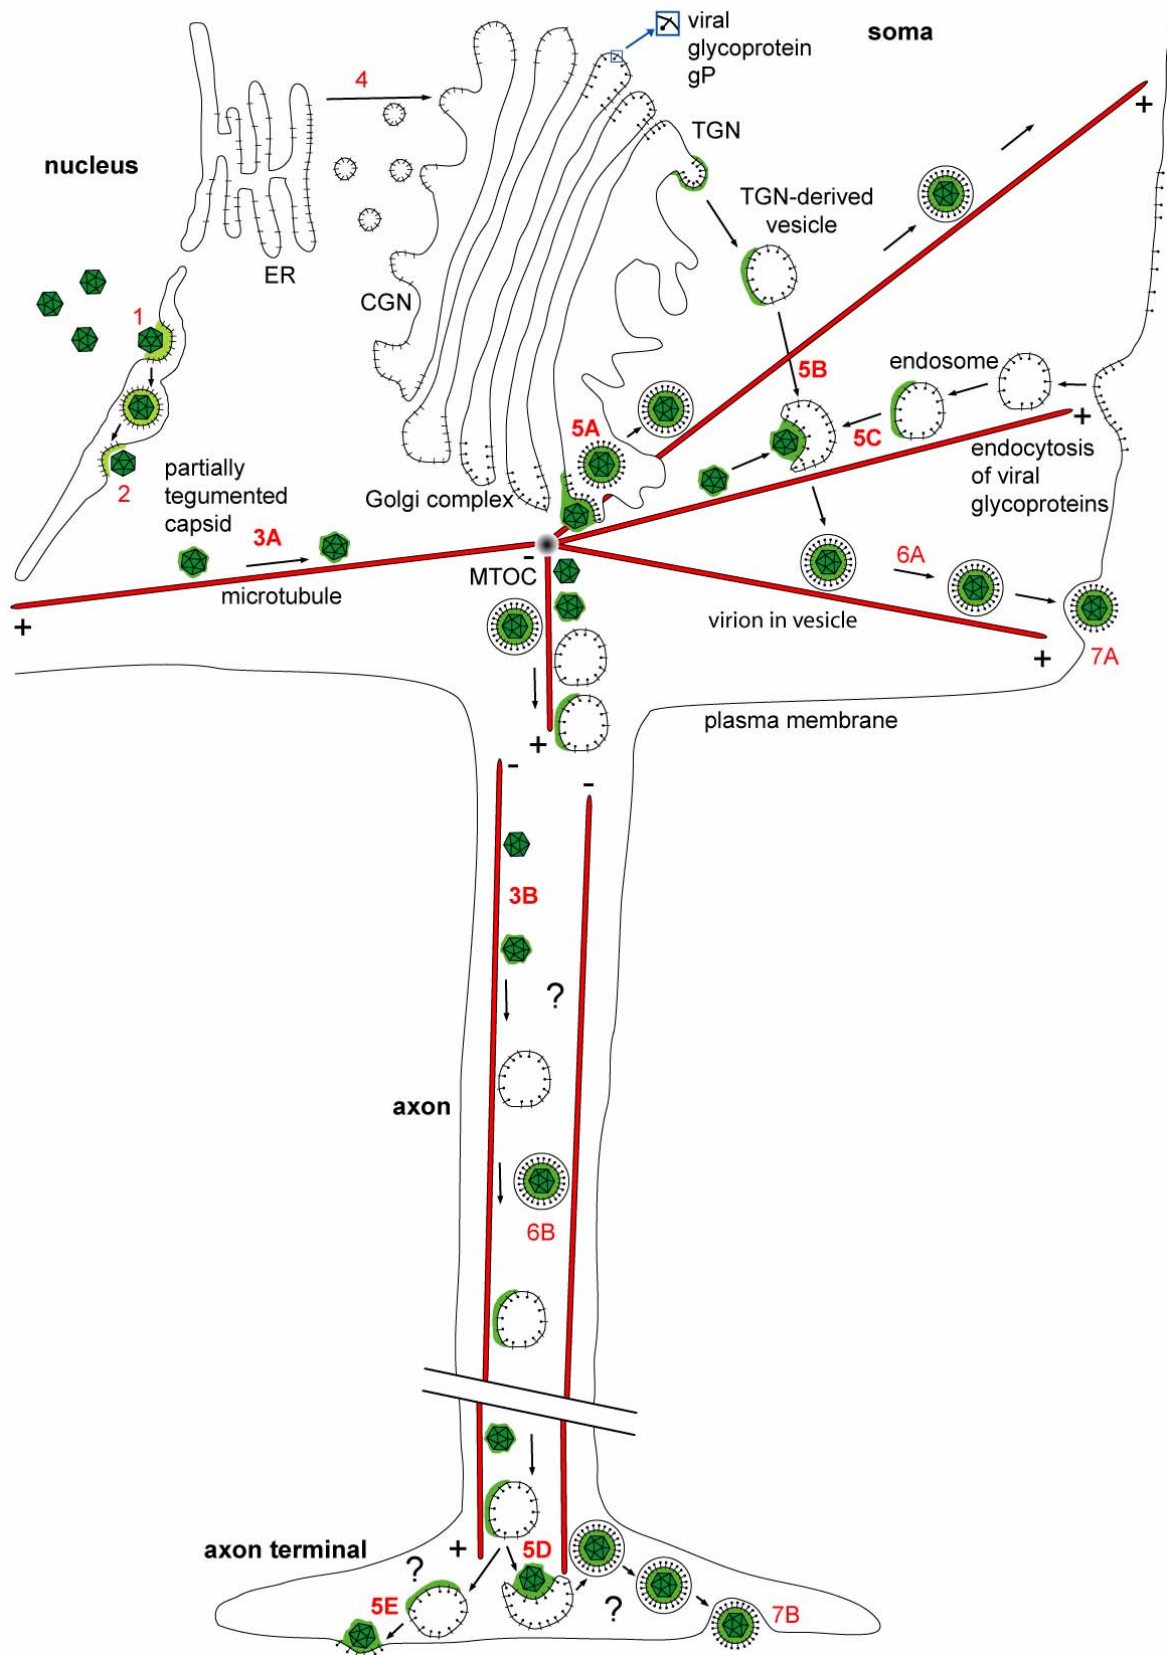 viral
glycoprotein
gP
soma
4
+
TGN
nucleus
TGN-derived
vesicle
ER
CGN
1
5B
endosome
+
5A
5C
2
partially
tegumented
capsid
endocytosis
of viral
glycoproteins
Golgi complex
3A
-
MTOC
6A
microtubule
virion in vesicle
+
+
7A
plasma membrane
+
-
-
3B
?
axon
6B
axon terminal
+
5D
?
5E
?
7B